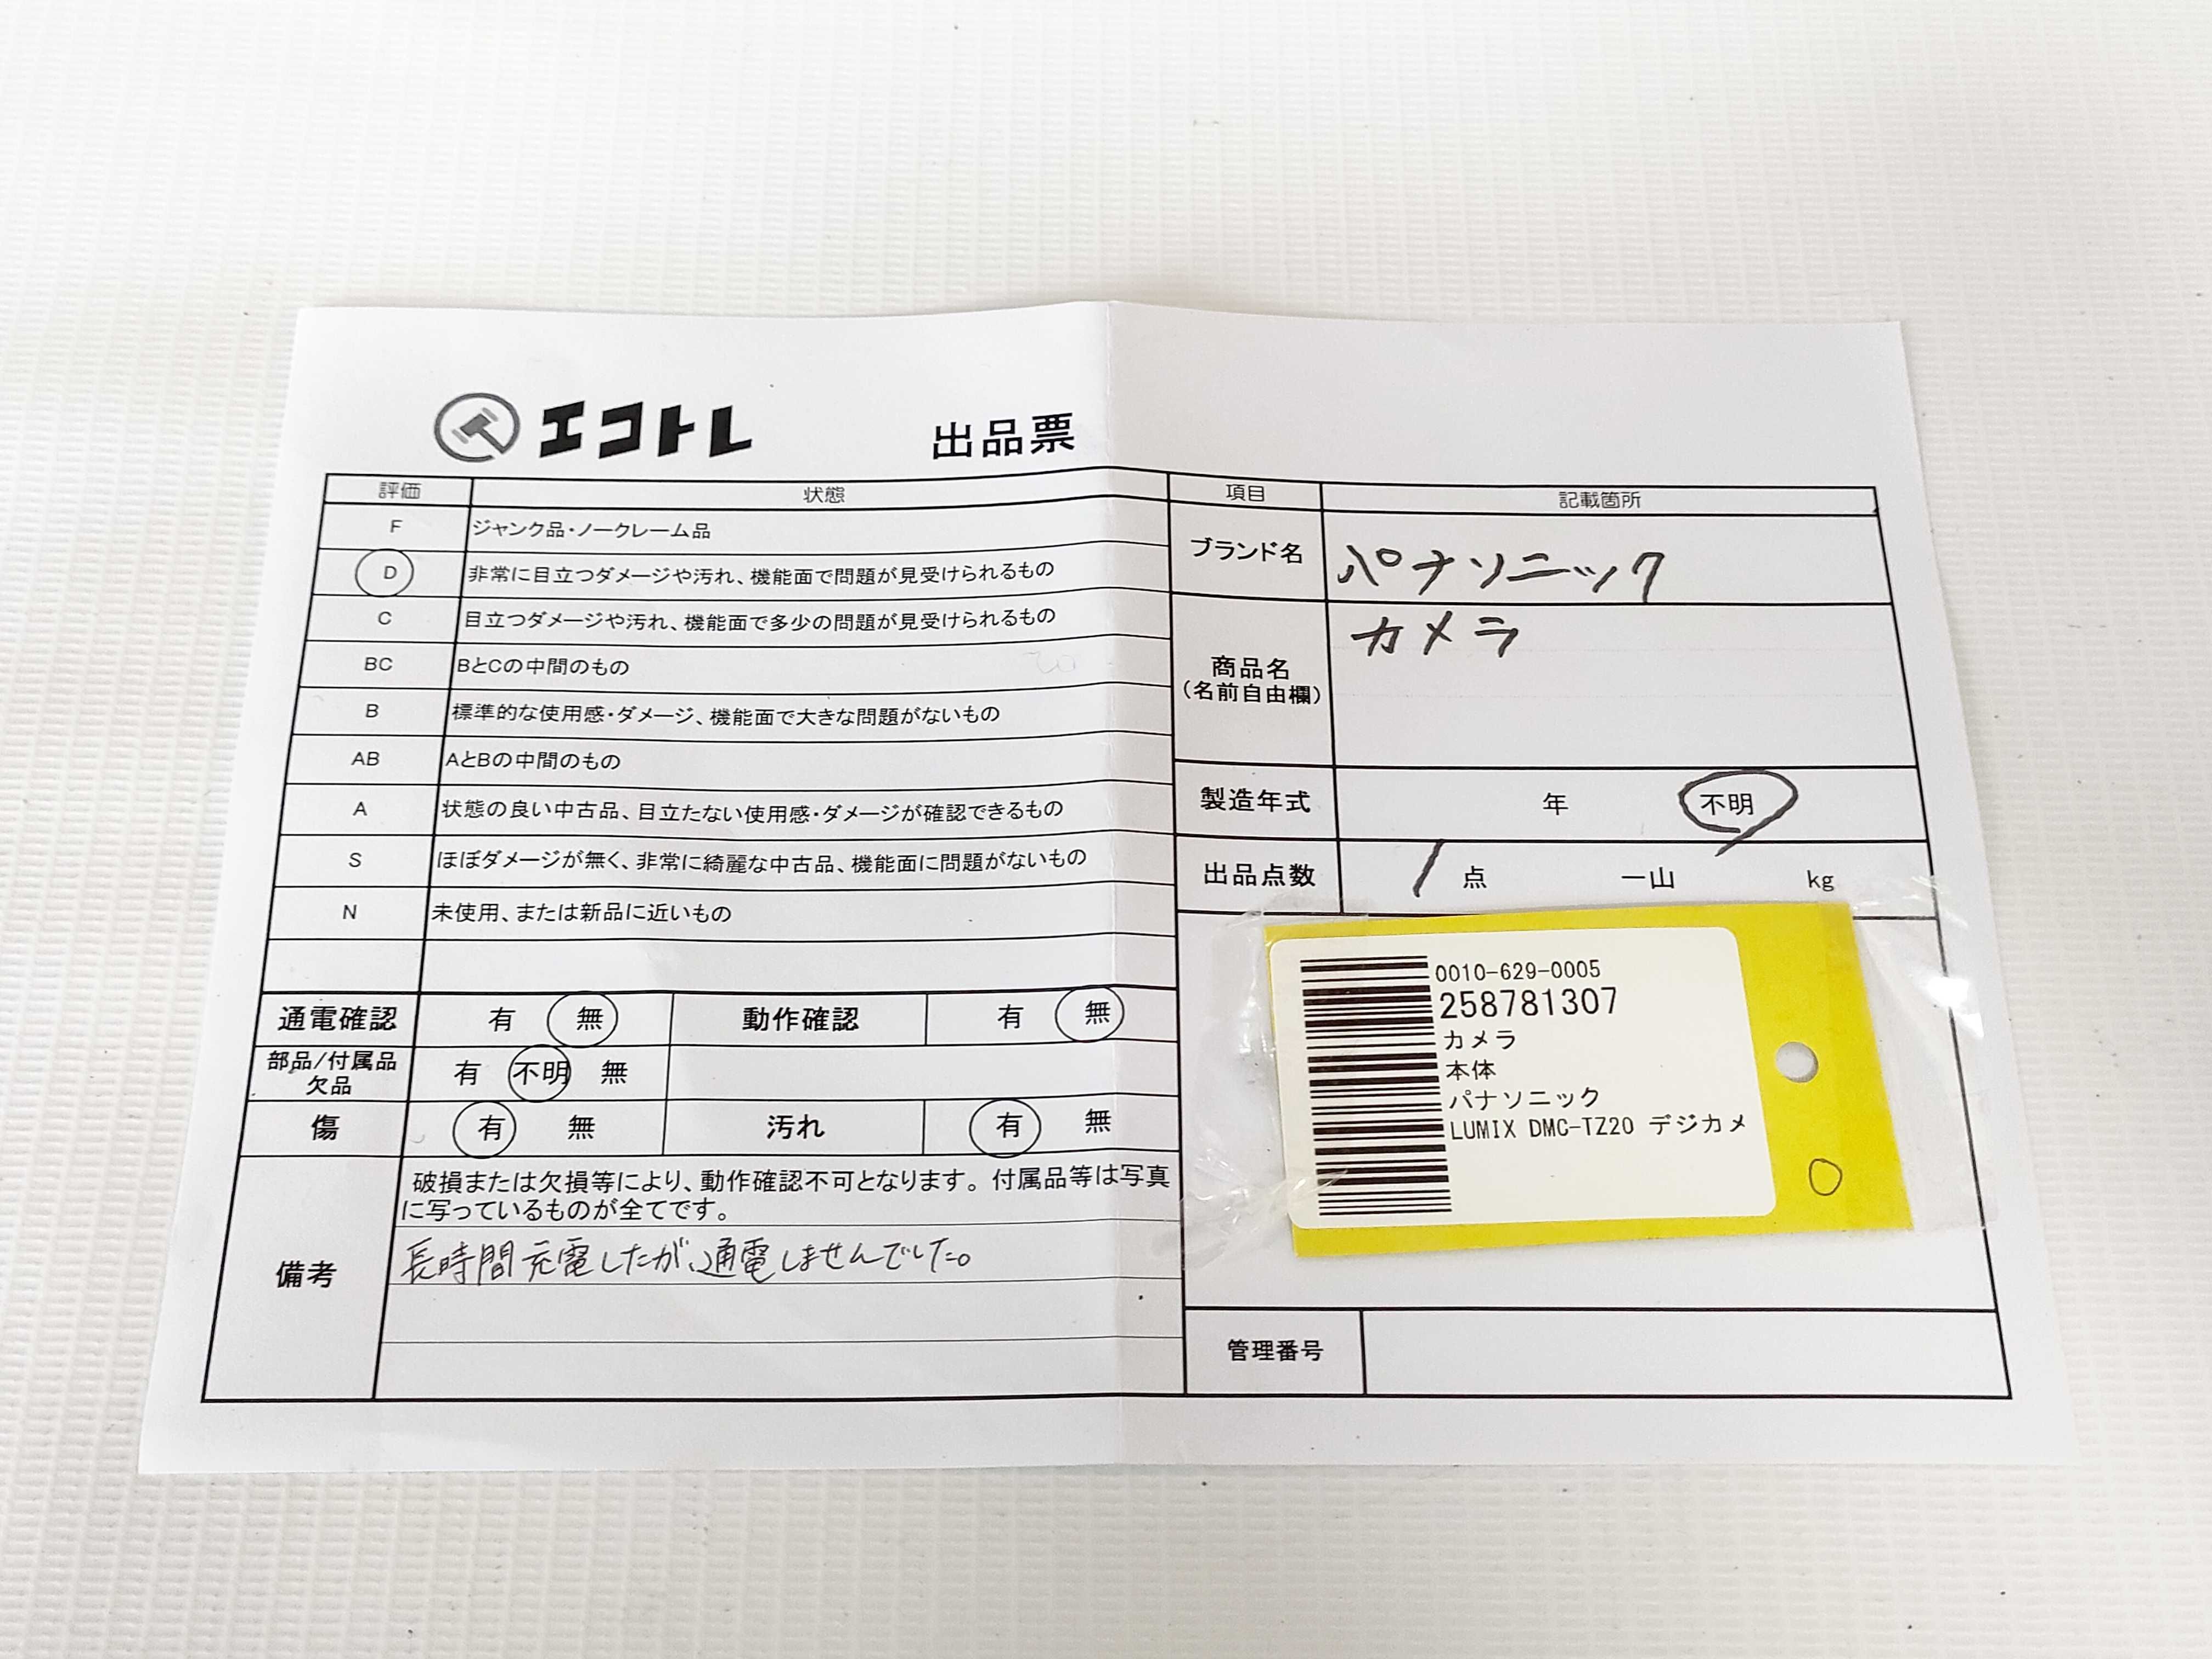 エコトレ 出品票
評価 状態
F ジャンク品・ノークレーム品
D 非常に目立つダメージや汚れ、機能面で問題が見受けられるもの
C 目立つダメージや汚れ、機能面で多少の問題が見受けられるもの
BC BとCの中間のもの
B 標準的な使用感・ダメージ、機能面で大きな問題がないもの
AB AとBの中間のもの
A 状態の良い中古品、目立たない使用感・ダメージが確認できるもの
S ほぼダメージが無く、非常に綺麗な中古品、機能面に問題がないもの
N 未使用、または新品に近いもの
通電確認 有 無 動作確認 有 無
部品/付属品
欠品 有 不明 無
傷 有 無 汚れ 有 無
備考
破損または欠損等により、動作確認不可となります。付属品等は写真
に写っているものが全てです。
長時間充電したが、通電しませんでした。
項目 記載箇所
ブランド名 パナソニック
商品名
(名前自由欄)
カメラ
製造年式 年 不明
出品点数 1 点 一山 kg
0010-629-0005
258781307
カメラ
本体
パナソニック
LUMIX DMC-TZ20 デジカメ
管理番号